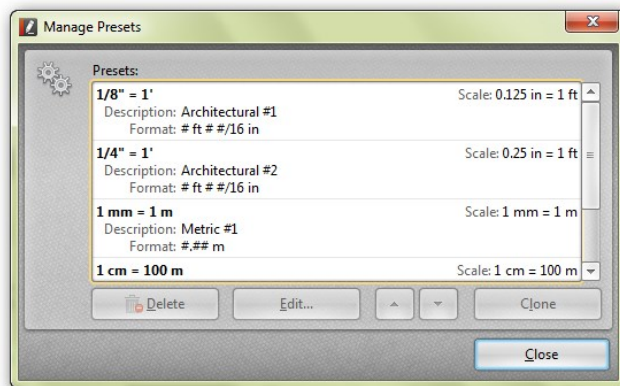 Manage Presets
Presets:
1/8" = 1' Scale: 0.125 in = 1 ft
Description: Architectural #1
Format: # ft # #/16 in
1/4" = 1' Scale: 0.25 in = 1 ft
Description: Architectural #2
Format: # ft # #/16 in
1 mm = 1 m Scale: 1 mm = 1 m
Description: Metric #1
Format: #.## m
1 cm = 100 m Scale: 1 cm = 100 m
Delete Edit... Clone
Close